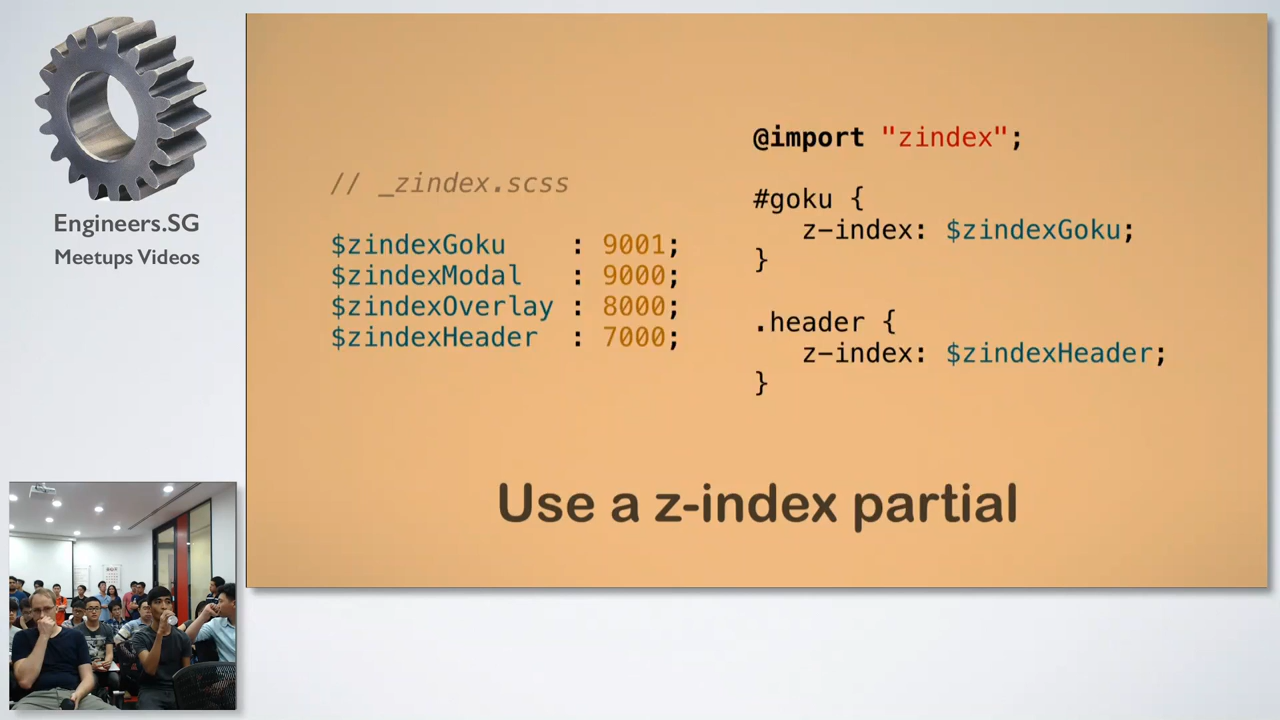 Engineers.SG
Meetups Videos
// _zindex.scss
$zindexGoku : 9001;
$zindexModal : 9000;
$zindexOverlay : 8000;
$zindexHeader : 7000;
@import "zindex";
#goku {
z-index: $zindexGoku;
}
.header {
z-index: $zindexHeader;
}
Use a z-index partial